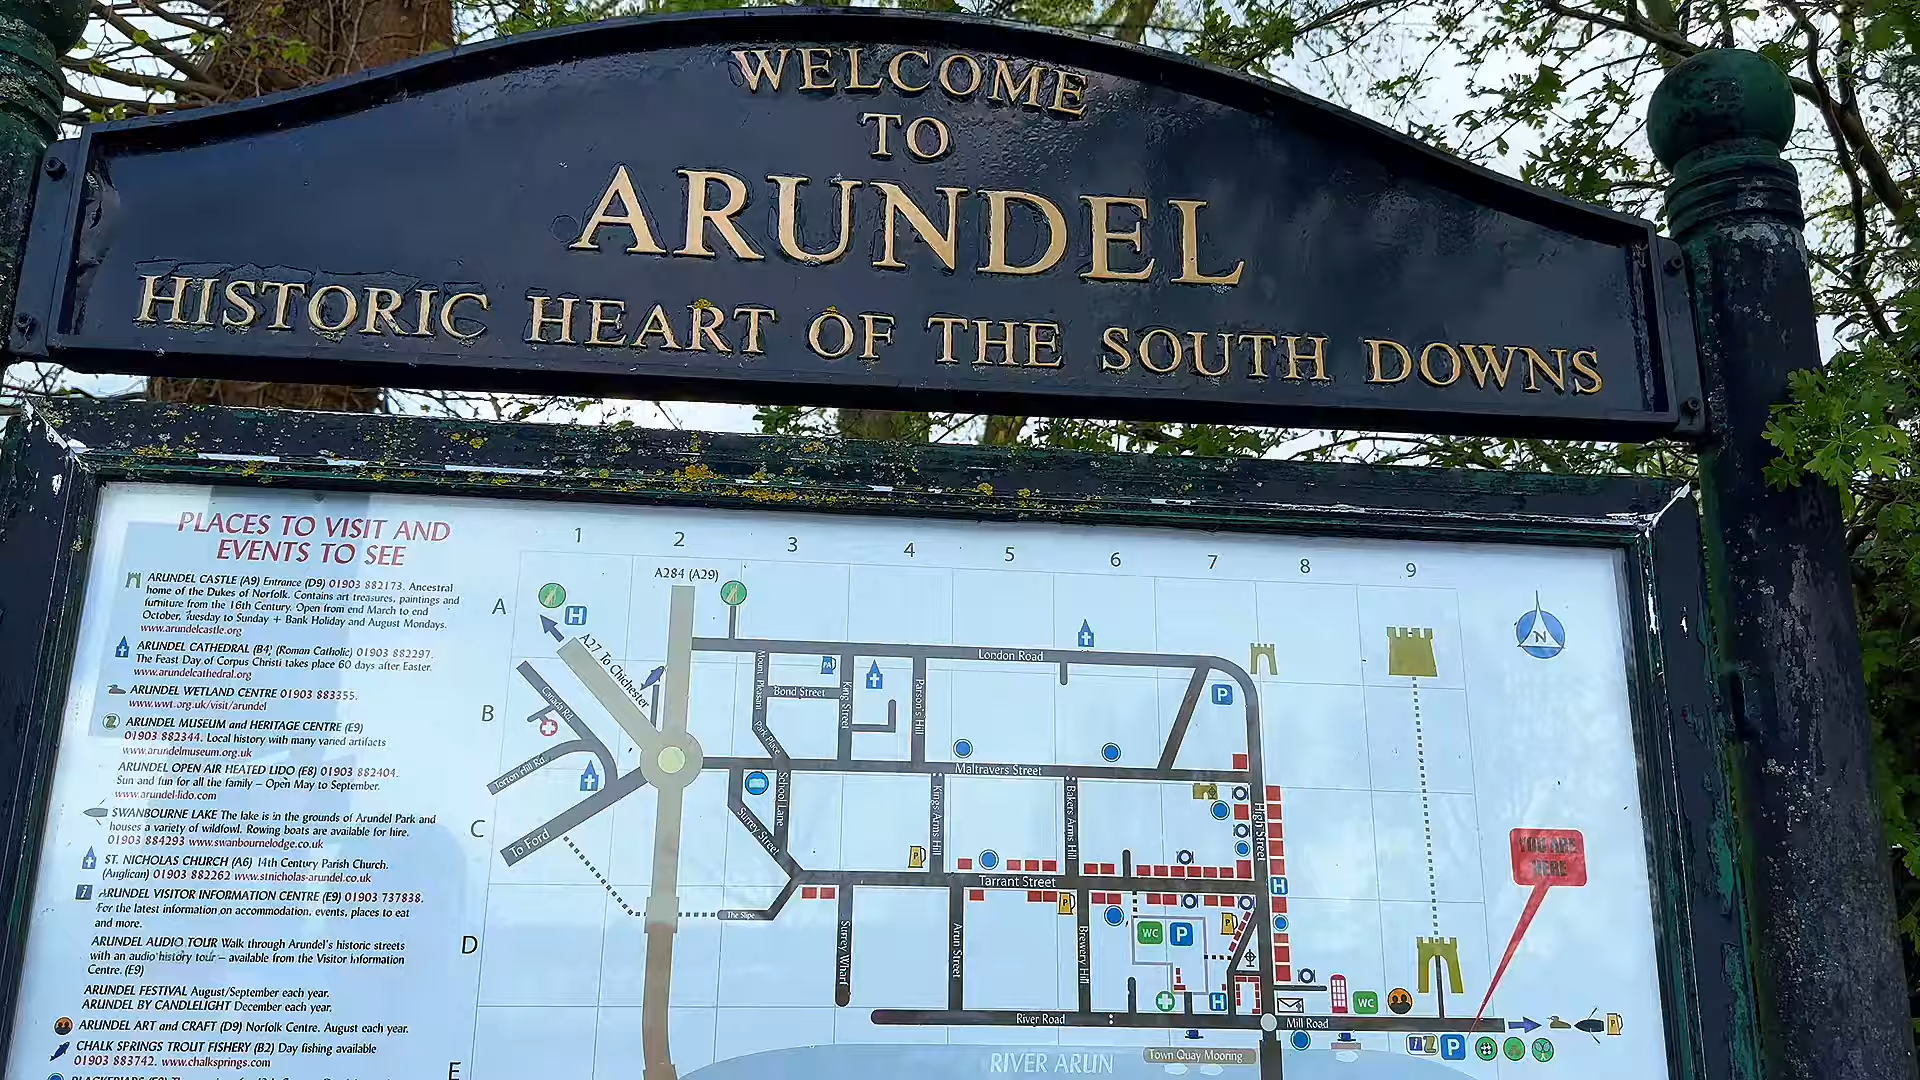 WELCOME
TO
ARUNDEL
HISTORIC HEART OF THE SOUTH DOWNS
PLACES TO VISIT AND
EVENTS TO SEE
ARUNDEL CASTLE (A9) Entrance (D9) 01903 882173. Ancestral
home of the Dukes of Norfolk. Contains art treasures, paintings and
furniture from the 16th Century. Open from end March to end
October, Tuesday to Sunday + Bank Holiday and August Mondays.
www.arundelcastle.org
ARUNDEL CATHEDRAL (B4) (Roman Catholic) 01903 882297.
The Feast Day of Corpus Christi takes place 60 days after Easter.
www.arundelcathedral.org
ARUNDEL WETLAND CENTRE 01903 883355.
www.wwt.org.uk/visit/arundel
ARUNDEL MUSEUM and HERITAGE CENTRE (E9)
01903 882344. Local history with many varied artifacts
www.arundelmuseum.org.uk
ARUNDEL OPEN AIR HEATED LIDO (E8) 01903 882404.
Sun and fun for all the family – Open May to September.
www.arundel-lido.com
SWANBOURNE LAKE The lake is in the grounds of Arundel Park and
houses a variety of wildfowl. Rowing boats are available for hire.
01903 884293 www.swanbournelodge.co.uk
ST. NICHOLAS CHURCH (A6) 14th Century Parish Church.
(Anglican) 01903 882262 www.stnicholas-arundel.co.uk
i ARUNDEL VISITOR INFORMATION CENTRE (E9) 01903 737838.
For the latest information on accommodation, events, places to eat
and more.
ARUNDEL AUDIO TOUR Walk through Arundel's historic streets
with an audio history tour – available from the Visitor Information
Centre. (E9)
ARUNDEL FESTIVAL August/September each year.
ARUNDEL BY CANDLELIGHT December each year.
ARUNDEL ART and CRAFT (D9) Norfolk Centre. August each year.
CHALK SPRINGS TROUT FISHERY (B2) Day fishing available
01903 883742. www.chalksprings.com
1 2 3 4 5 6 7 8 9
A284 (A29)
A
H
A27 To Chichester
London Road
N
Canada Rd.
Mount Pleasant
PA
Bond Street
King Street
Parson's Hill
P
B
Park Place
Torton Hill Rd.
Maltravers Street
School Lane
Surrey Street
Kings Arms Hill
Bakers Arms Hill
High Street
C
To Ford
YOU ARE
HERE
Tarrant Street
H
The Slipe
D
Surrey Wharf
Arun Street
Brewery Hill
WC
P
H
WC
River Road
Mill Road
i
P
RIVER ARUN
Town Quay Mooring
E